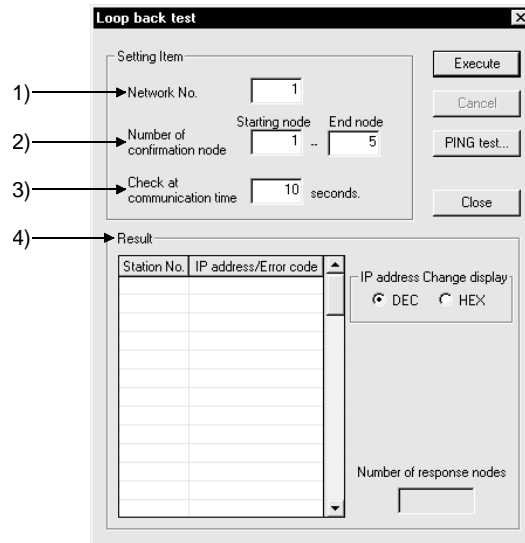 Loop back test
Setting Item
Execute
1)
Network No.
1
Cancel
Starting node
End node
2)
Number of
confirmation node
1
--
5
PING test...
3)
Check at
communication time
10
seconds.
Close
4)
Result
Station No.
IP address/Error code
IP address Change display
DEC
HEX
Number of response nodes